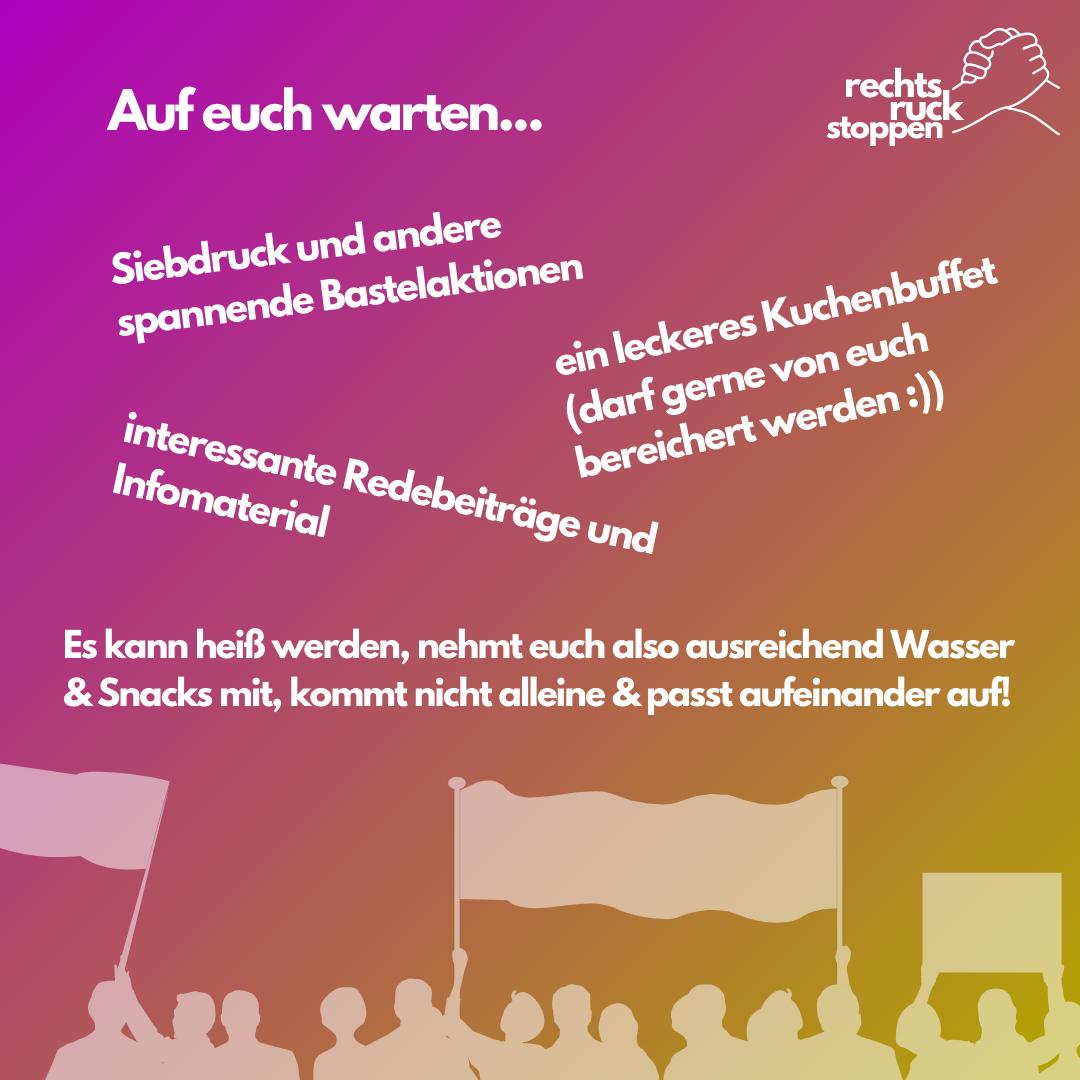 Auf euch warten...
rechts
ruck
stoppen
Siebdruck und andere
spannende Bastelaktionen
ein leckeres Kuchenbuffet
(darf gerne von euch
bereichert werden :))
interessante Redebeiträge und
Infomaterial
Es kann heiß werden, nehmt euch also ausreichend Wasser
& Snacks mit, kommt nicht alleine & passt aufeinander auf!